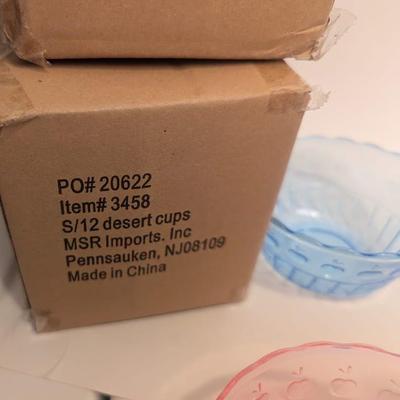 PO# 20622
Item# 3458
S/12 desert cups
MSR Imports. Inc
Pennsauken, NJ08109
Made in China